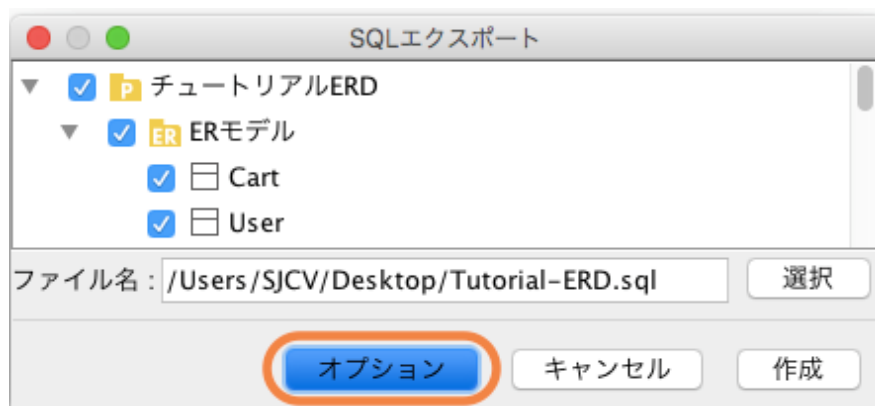 SQLエクスポート
P チュートリアルERD
ER ERモデル
Cart
User
ファイル名 : /Users/SJCV/Desktop/Tutorial-ERD.sql 選択
オプション キャンセル 作成